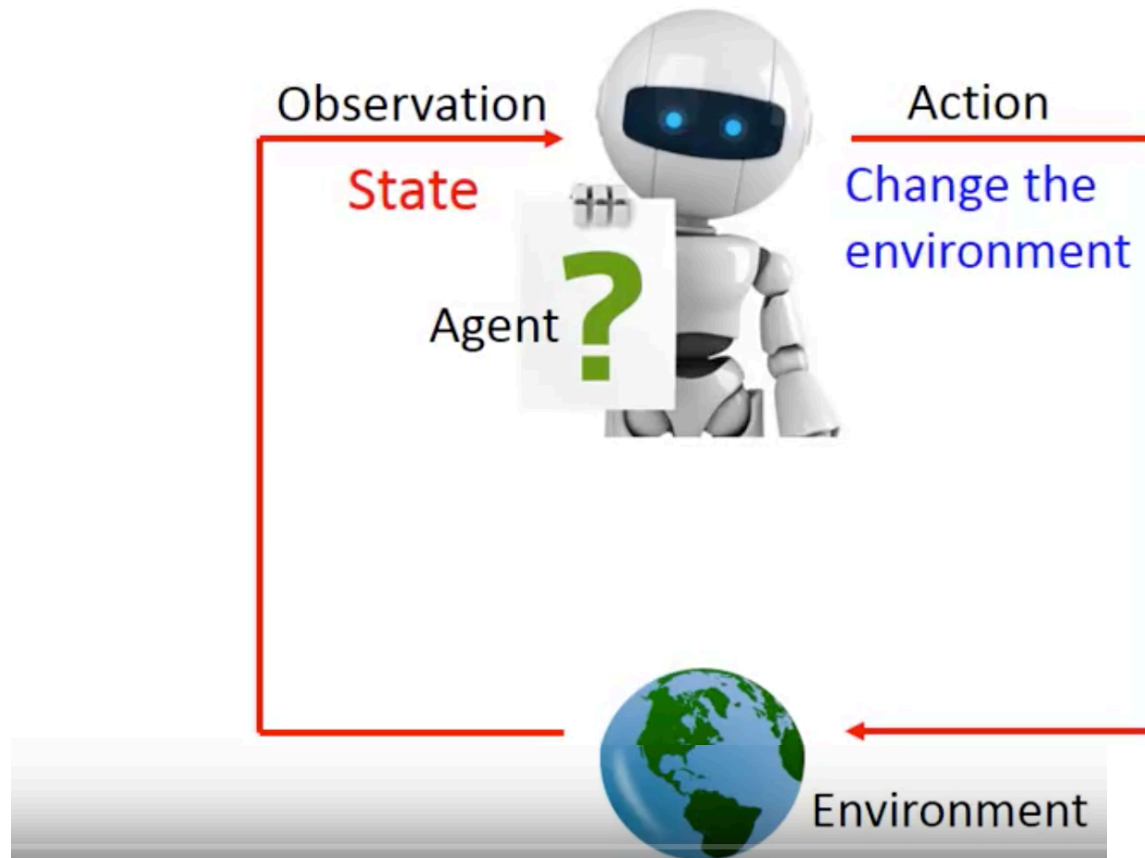 Observation
Action
State
Change the
environment
Agent
?
Environment